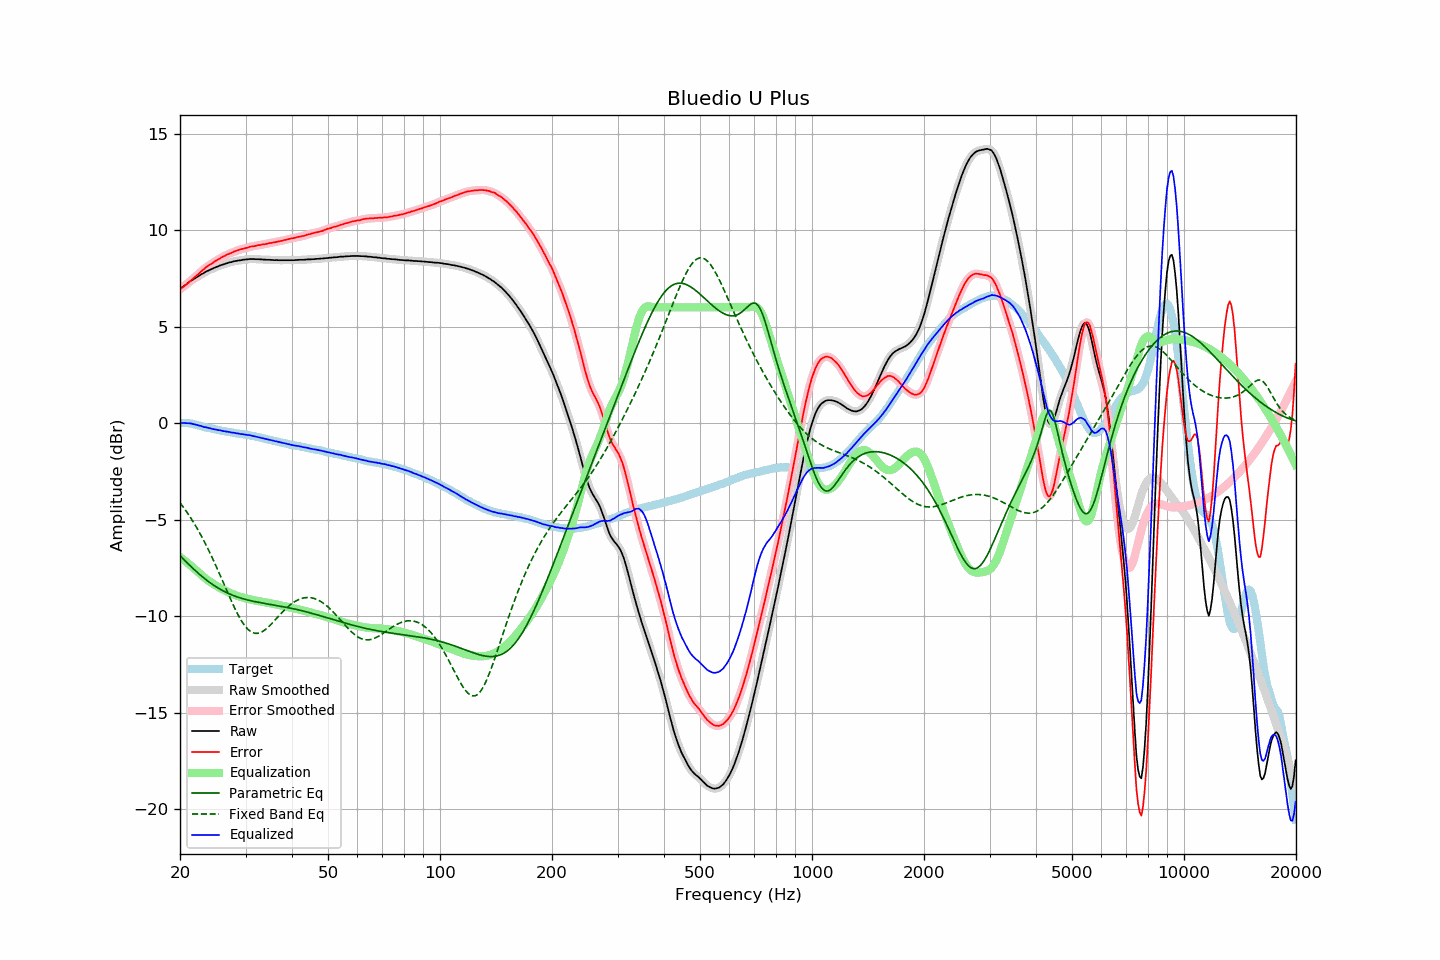 Bluedio U Plus
15
10
5
0
−5
−10
−15
−20
Amplitude (dBr)
Target
Raw Smoothed
Error Smoothed
Raw
Error
Equalization
Parametric Eq
Fixed Band Eq
Equalized
20 50 100 200 500 1000 2000 5000 10000 20000
Frequency (Hz)